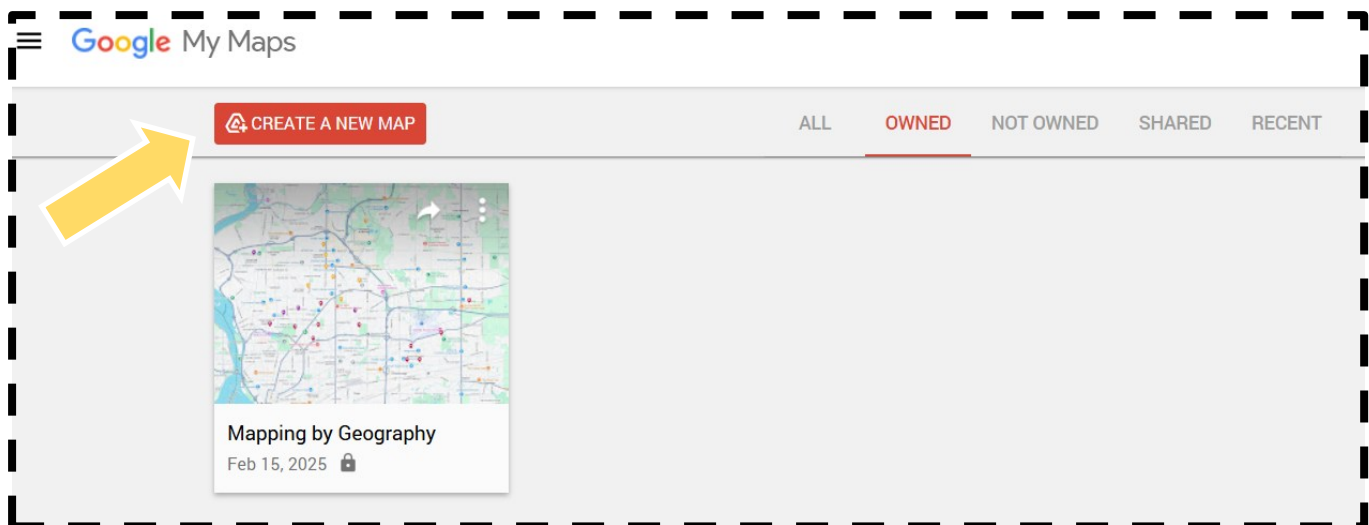 Google My Maps
CREATE A NEW MAP
ALL OWNED NOT OWNED SHARED RECENT
Mapping by Geography
Feb 15, 2025